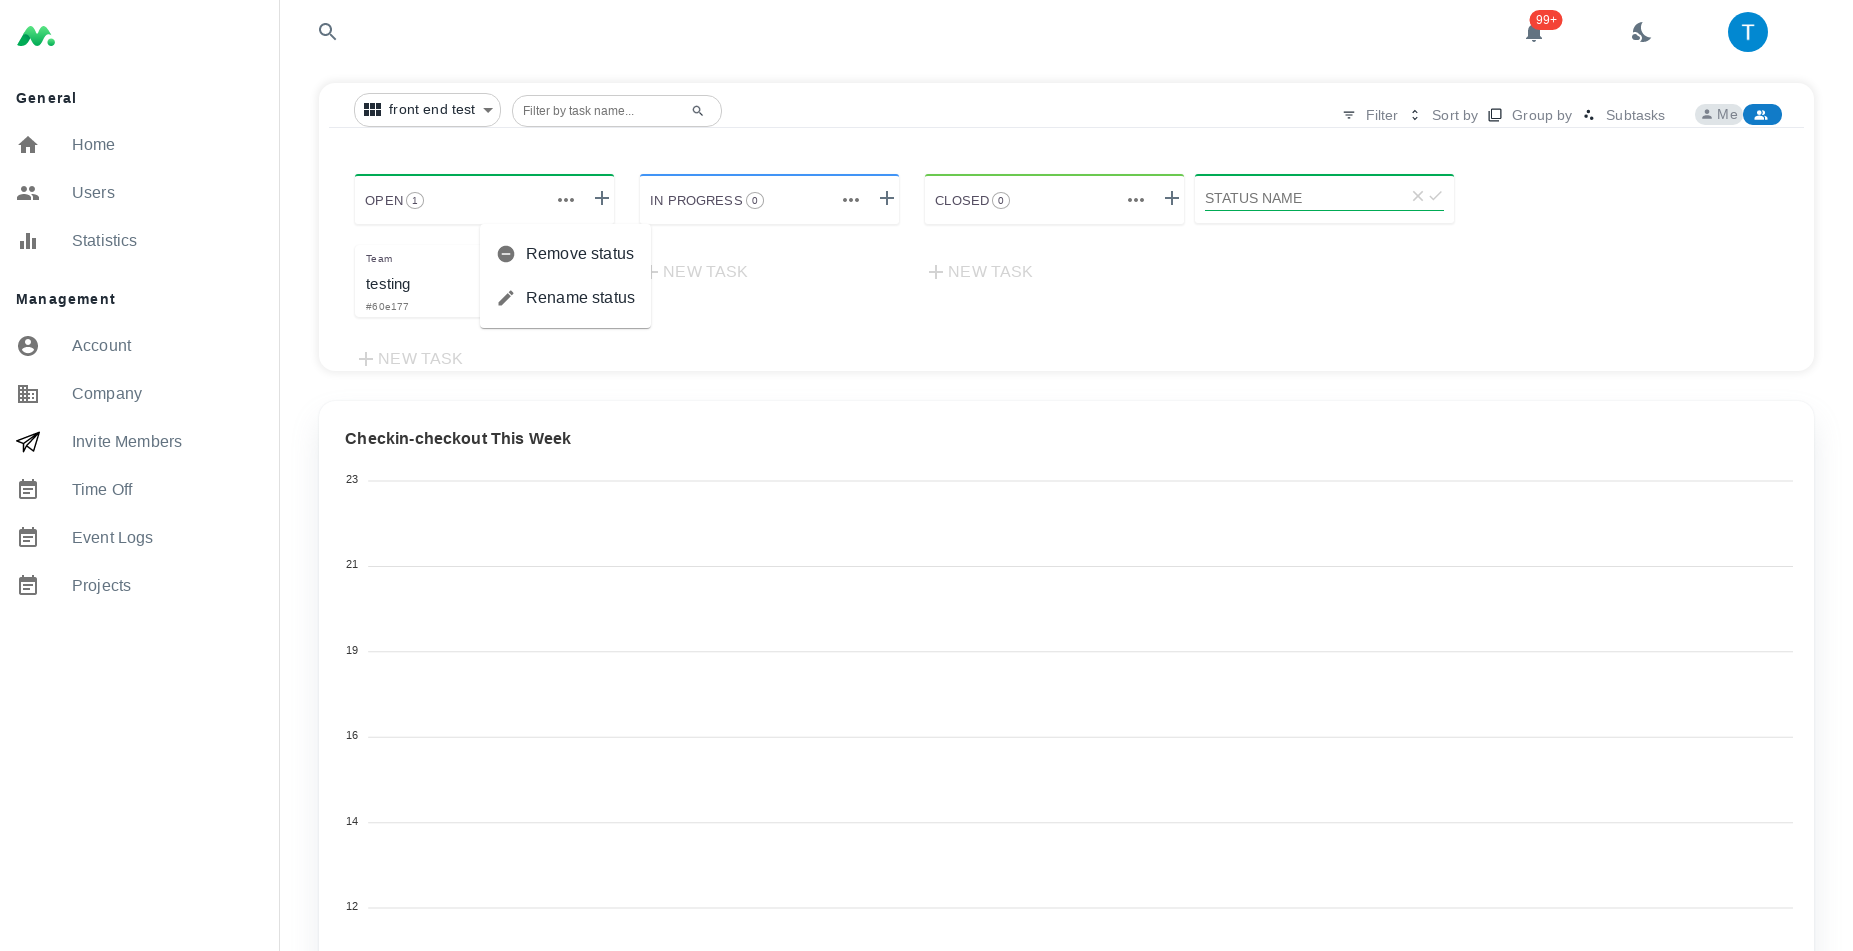 General
Home
Users
Statistics
Management
Account
Company
Invite Members
Time Off
Event Logs
Projects
99+
T
front end test
Filter by task name...
Filter
Sort by
Group by
Subtasks
Me
OPEN 1
IN PROGRESS 0
CLOSED 0
STATUS NAME
Team
testing
#60e177
Remove status
Rename status
NEW TASK
NEW TASK
NEW TASK
Checkin-checkout This Week
23
21
19
16
14
12